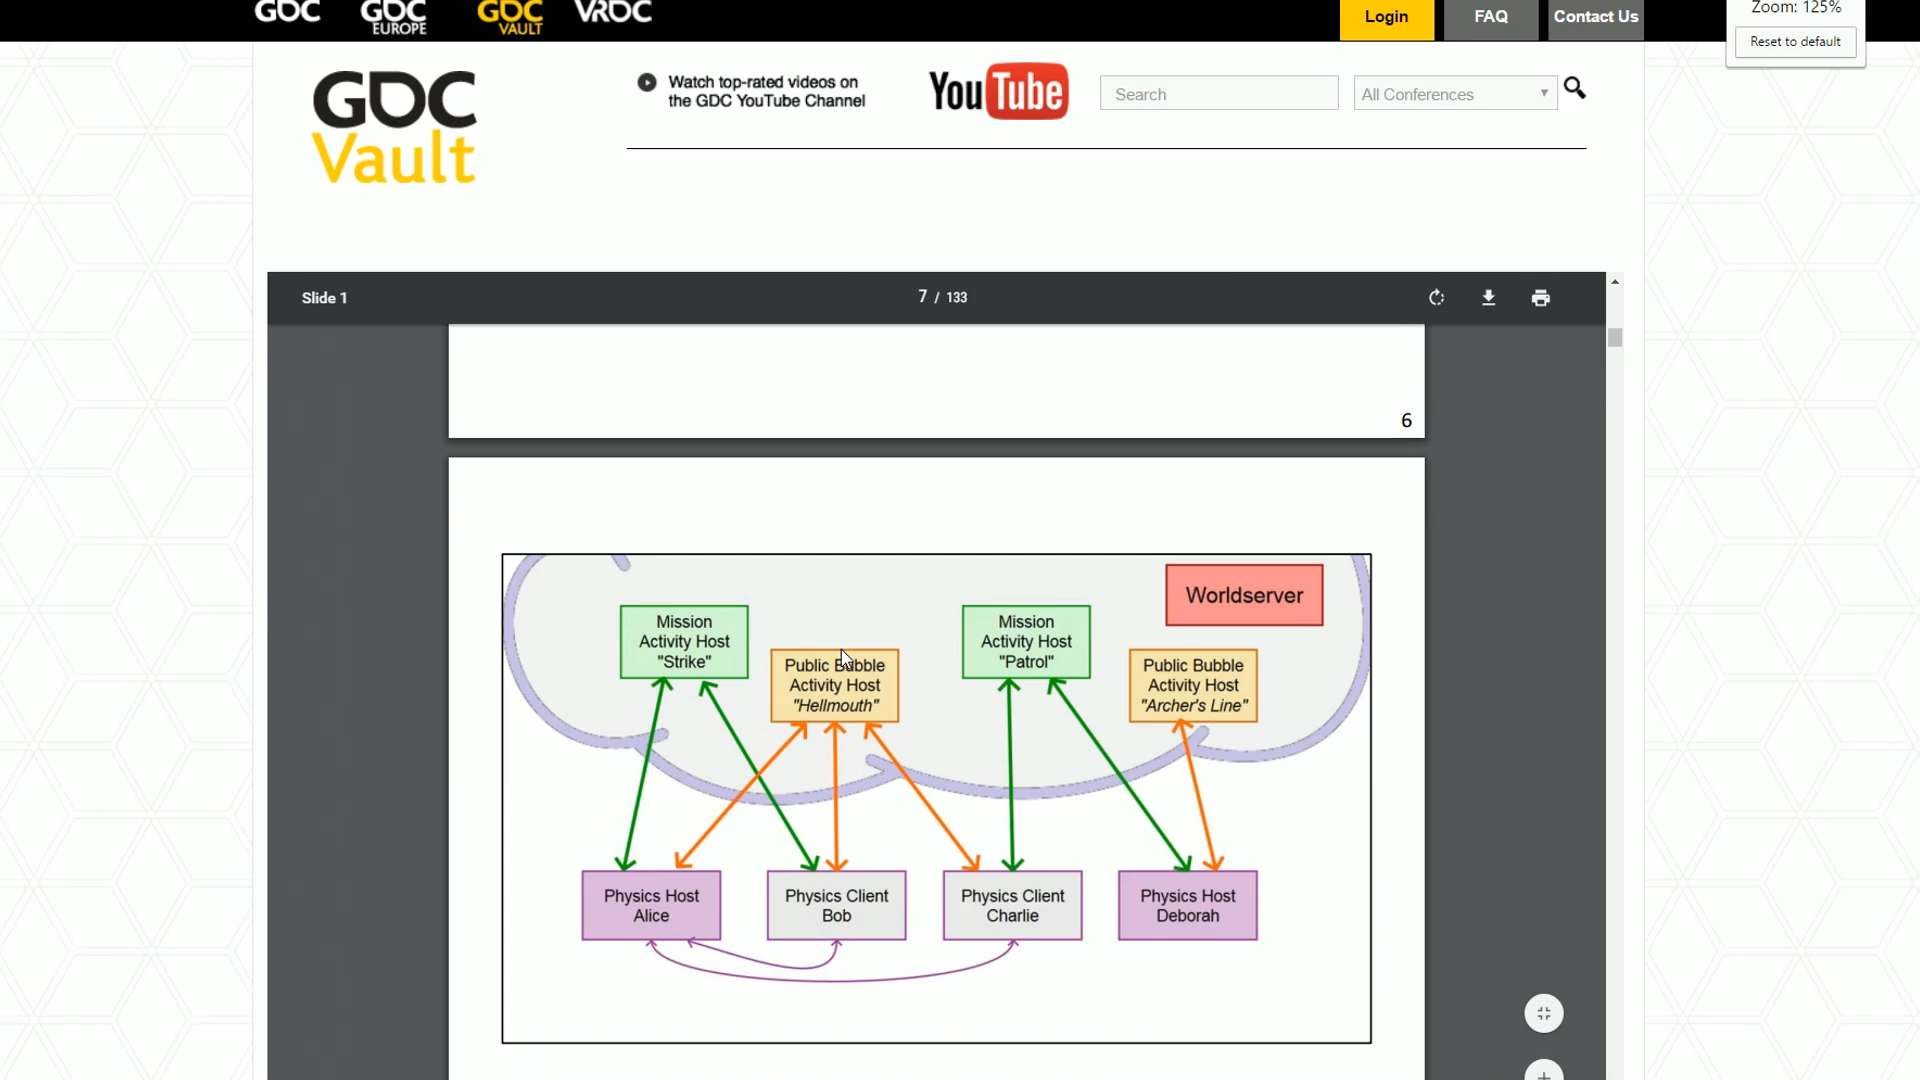 GDC
GDC
EUROPE
GDC
VAULT
VRDC
Login
FAQ
Contact Us
Zoom: 125%
Reset to default
GDC
Vault
Watch top-rated videos on
the GDC YouTube Channel
YouTube
Search
All Conferences
Slide 1
7 / 133
6
Worldserver
Mission
Activity Host
"Strike"
Public Bubble
Activity Host
"Hellmouth"
Mission
Activity Host
"Patrol"
Public Bubble
Activity Host
"Archer's Line"
Physics Host
Alice
Physics Client
Bob
Physics Client
Charlie
Physics Host
Deborah